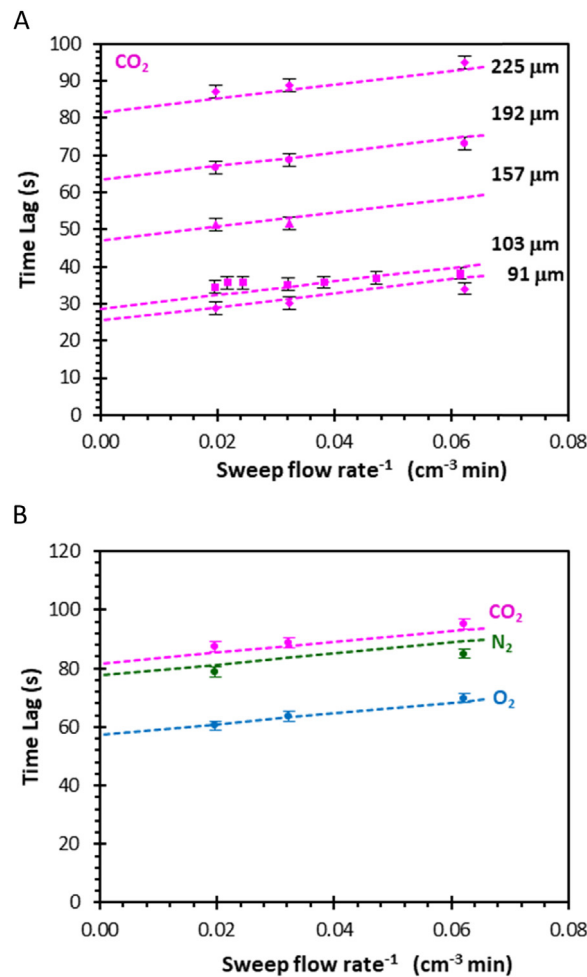 A
CO₂
100
90
80
70
60
50
40
30
20
10
0
Time Lag (s)
225 µm
192 µm
157 µm
103 µm
91 µm
0.00 0.02 0.04 0.06 0.08
Sweep flow rate⁻¹ (cm⁻³ min)
B
120
100
80
60
40
20
0
Time Lag (s)
CO₂
N₂
O₂
0.00 0.02 0.04 0.06 0.08
Sweep flow rate⁻¹ (cm⁻³ min)